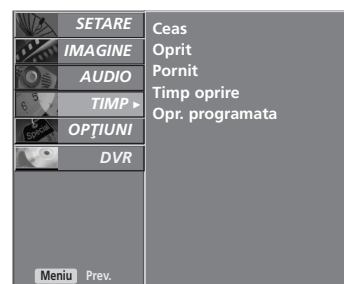 SETARE
IMAGINE
AUDIO
TIMP ►
OPŢIUNI
DVR
Ceas
Oprit
Pornit
Timp oprire
Opr. programata
Meniu Prev.